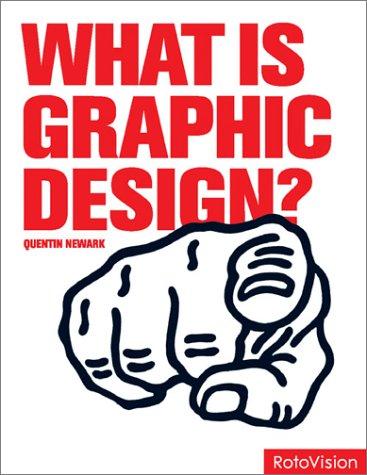 WHAT IS
GRAPHIC
DESIGN?
QUENTIN NEWARK
RotoVision